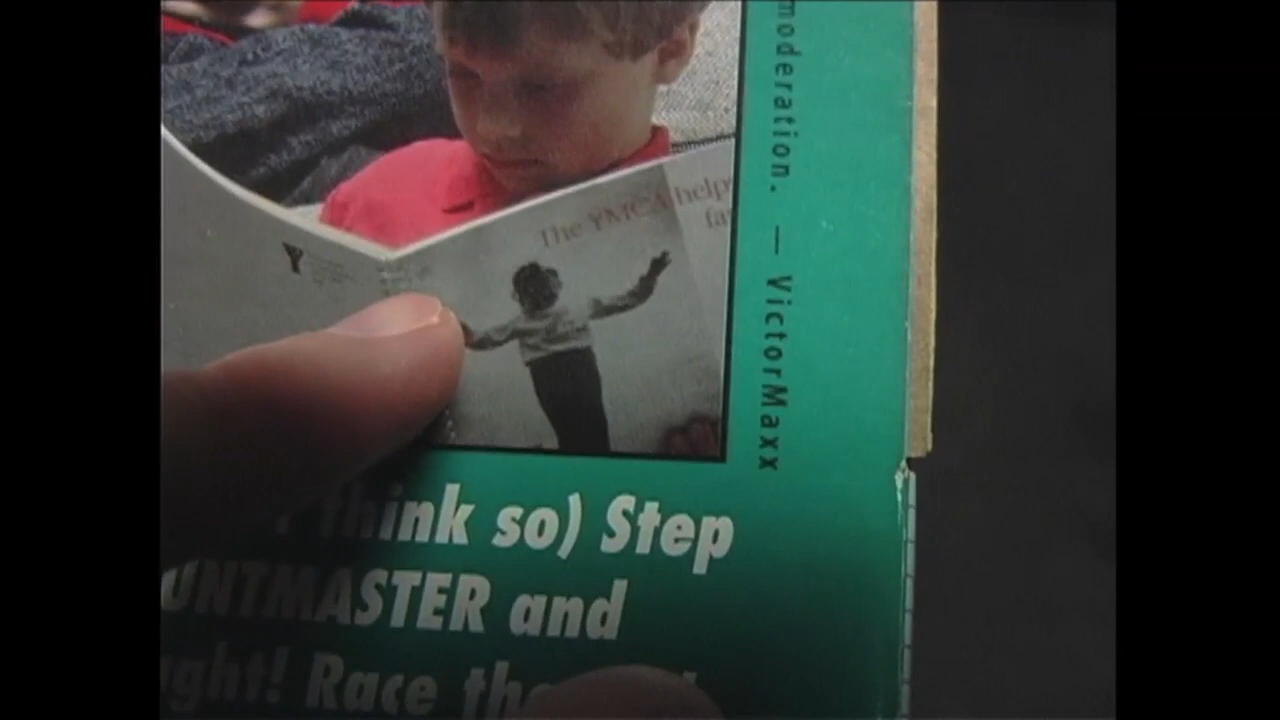 The YMCA help
fa
moderation. — VictorMaxx
think so) Step
UNTMASTER and
ght! Race the